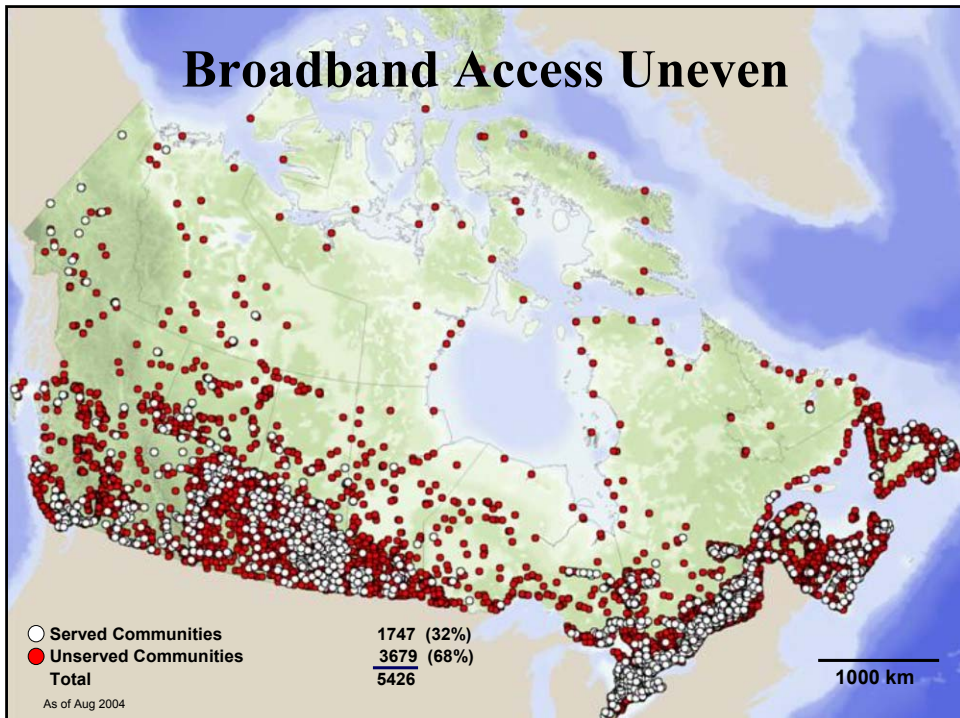 Broadband Access Uneven
Served Communities 1747 (32%)
Unserved Communities 3679 (68%)
Total 5426
As of Aug 2004
1000 km